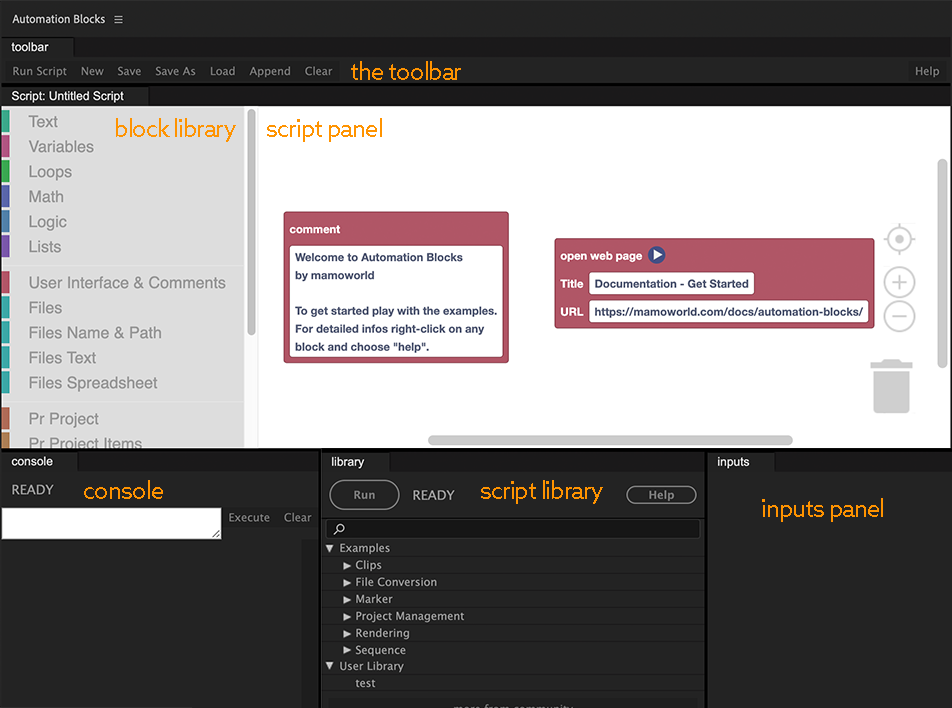 Automation Blocks
toolbar
Run Script New Save Save As Load Append Clear the toolbar Help
Script: Untitled Script
Text
block library
script panel
Variables
Loops
Math
Logic
Lists
User Interface & Comments
Files
Files Name & Path
Files Text
Files Spreadsheet
Pr Project
Pr Project Items
comment
Welcome to Automation Blocks
by mamoworld
To get started play with the examples.
For detailed infos right-click on any
block and choose "help".
open web page
Title Documentation - Get Started
URL https://mamoworld.com/docs/automation-blocks/
console
READY console
Execute Clear
library
Run READY script library Help
Examples
Clips
File Conversion
Marker
Project Management
Rendering
Sequence
User Library
test
more from community
inputs
inputs panel